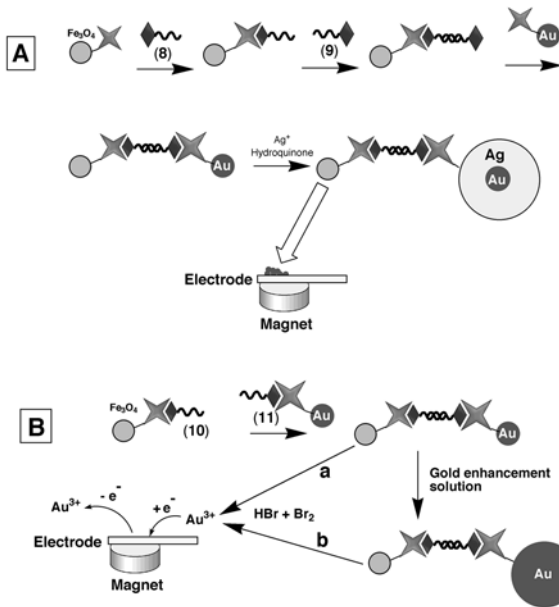 A
Fe₃O₄
(8)
(9)
Au
Au
Ag⁺
Hydroquinone
Ag
Au
Electrode
Magnet
B
Fe₃O₄
(10)
(11)
Au
Au
a
Gold enhancement
solution
Au³⁺
- e⁻
+e⁻
Au³⁺
HBr + Br₂
b
Electrode
Magnet
Au